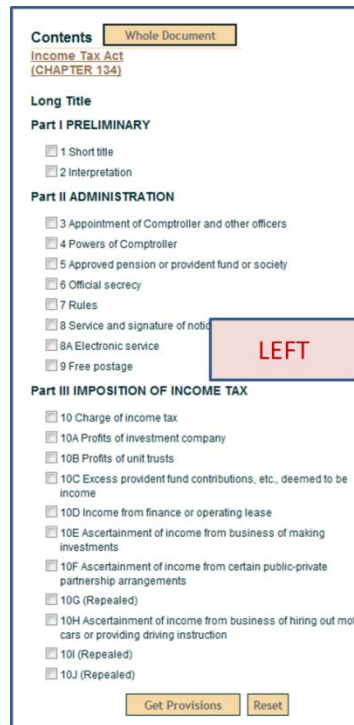 Contents Whole Document
Income Tax Act
(CHAPTER 134)
Long Title
Part I PRELIMINARY
1 Short title
2 Interpretation
Part II ADMINISTRATION
3 Appointment of Comptroller and other officers
4 Powers of Comptroller
5 Approved pension or provident fund or society
6 Official secrecy
7 Rules
8 Service and signature of
8A Electronic service
LEFT
9 Free postage
Part III IMPOSITION OF INCOME TAX
10 Charge of income tax
10A Profits of investment company
10B Profits of unit trusts
10C Excess provident fund contributions, etc., deemed to be
income
10D Income from finance or operating lease
10E Ascertainment of income from business of making
investments
10F Ascertainment of income from certain public-private
partnership arrangements
10G (Repealed)
10H Ascertainment of income from business of hiring out
cars or providing driving instruction
10I (Repealed)
10J (Repealed)
Get Provisions Reset